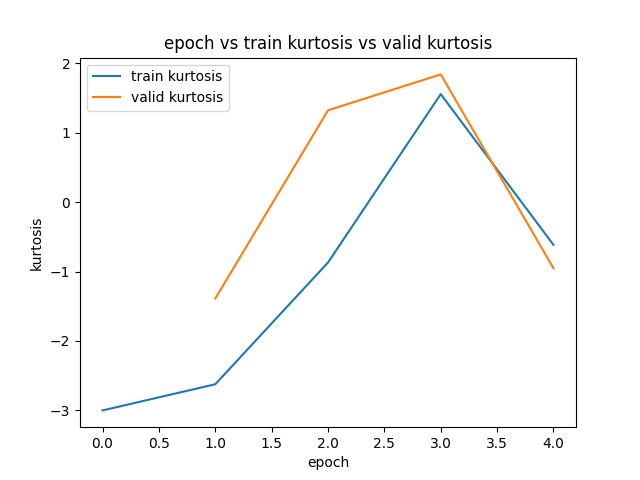 epoch vs train kurtosis vs valid kurtosis
train kurtosis
valid kurtosis
kurtosis
2
1
0
−1
−2
−3
0.0 0.5 1.0 1.5 2.0 2.5 3.0 3.5 4.0
epoch